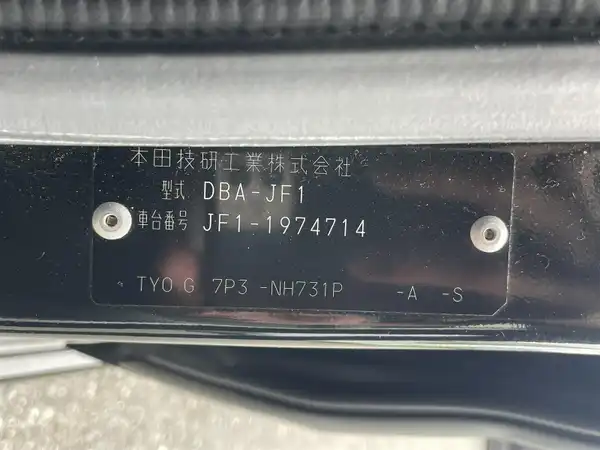 本田技研工業株式会社
型式 DBA-JF1
車台番号 JF1-1974714
TYO G 7P3 -NH731P -A -S